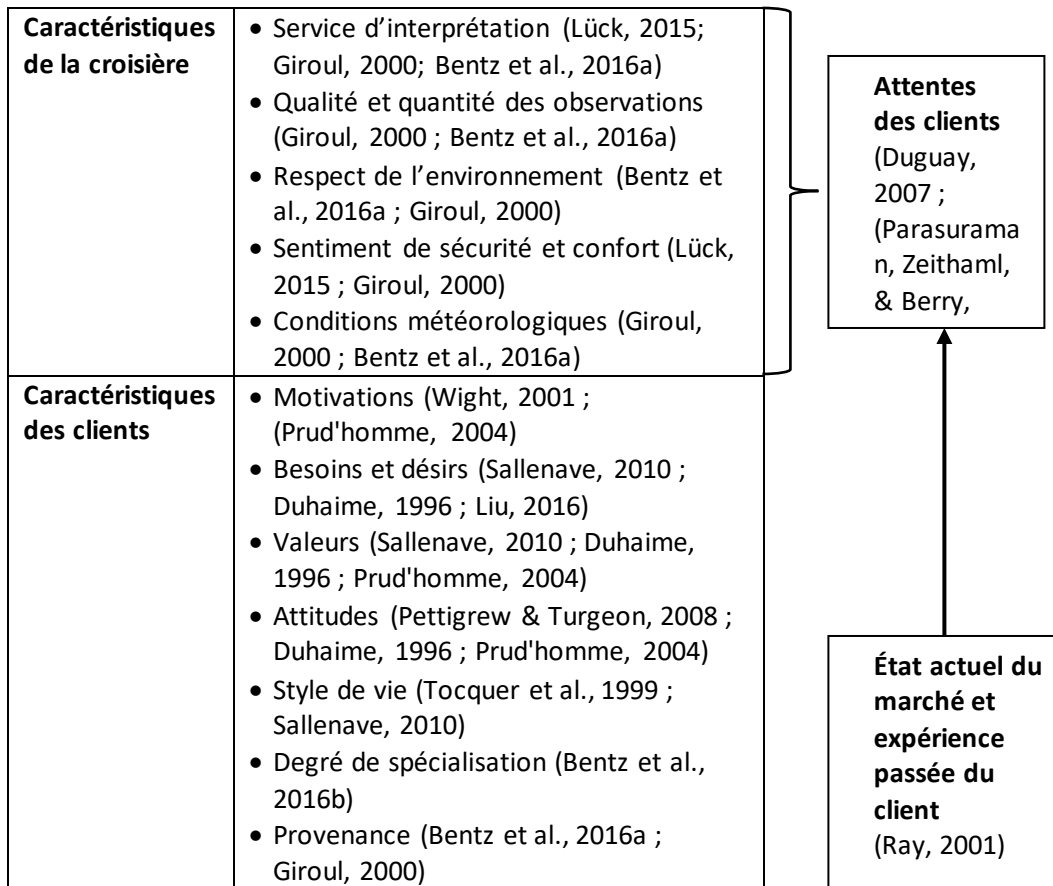 Caractéristiques
de la croisière
• Service d’interprétation (Lück, 2015;
Giroul, 2000; Bentz et al., 2016a)
• Qualité et quantité des observations
(Giroul, 2000 ; Bentz et al., 2016a)
• Respect de l’environnement (Bentz et
al., 2016a ; Giroul, 2000)
• Sentiment de sécurité et confort (Lück,
2015 ; Giroul, 2000)
• Conditions météorologiques (Giroul,
2000 ; Bentz et al., 2016a)
Caractéristiques
des clients
• Motivations (Wight, 2001 ;
(Prud'homme, 2004)
• Besoins et désirs (Sallenave, 2010 ;
Duhaime, 1996 ; Liu, 2016)
• Valeurs (Sallenave, 2010 ; Duhaime,
1996 ; Prud'homme, 2004)
• Attitudes (Pettigrew & Turgeon, 2008 ;
Duhaime, 1996 ; Prud'homme, 2004)
• Style de vie (Tocquer et al., 1999 ;
Sallenave, 2010)
• Degré de spécialisation (Bentz et al.,
2016b)
• Provenance (Bentz et al., 2016a ;
Giroul, 2000)
Attentes
des clients
(Duguay,
2007 ;
(Parasurama
n, Zeithaml,
& Berry,
État actuel du
marché et
expérience
passée du
client
(Ray, 2001)